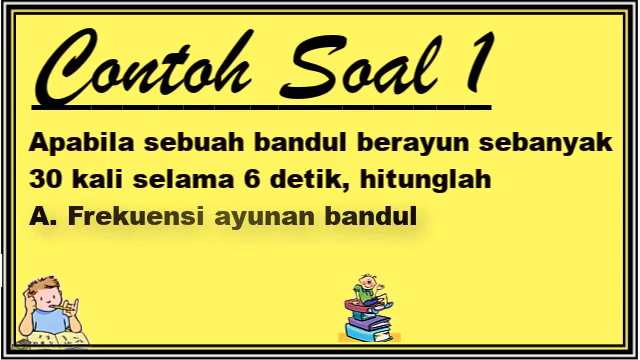 Contoh Soal 1
Apabila sebuah bandul berayun sebanyak
30 kali selama 6 detik, hitunglah
A. Frekuensi ayunan bandul